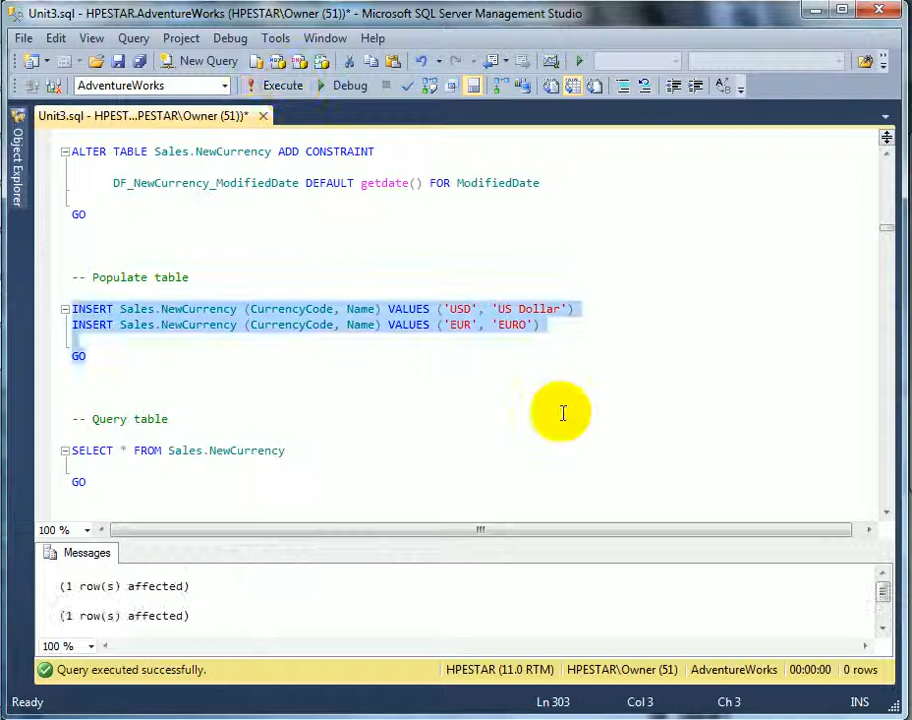 Unit3.sql - HPESTAR.AdventureWorks (HPESTAR\Owner (51))* - Microsoft SQL Server Management Studio
File Edit View Query Project Debug Tools Window Help
New Query
AdventureWorks Execute Debug
Unit3.sql - HPEST...PESTAR\Owner (51))*
Object Explorer
ALTER TABLE Sales.NewCurrency ADD CONSTRAINT
DF_NewCurrency_ModifiedDate DEFAULT getdate() FOR ModifiedDate
GO
-- Populate table
INSERT Sales.NewCurrency (CurrencyCode, Name) VALUES ('USD', 'US Dollar')
INSERT Sales.NewCurrency (CurrencyCode, Name) VALUES ('EUR', 'EURO')
GO
-- Query table
SELECT * FROM Sales.NewCurrency
GO
100 %
Messages
(1 row(s) affected)
(1 row(s) affected)
100 %
Query executed successfully. HPESTAR (11.0 RTM) HPESTAR\Owner (51) AdventureWorks 00:00:00 0 rows
Ready Ln 303 Col 3 Ch 3 INS